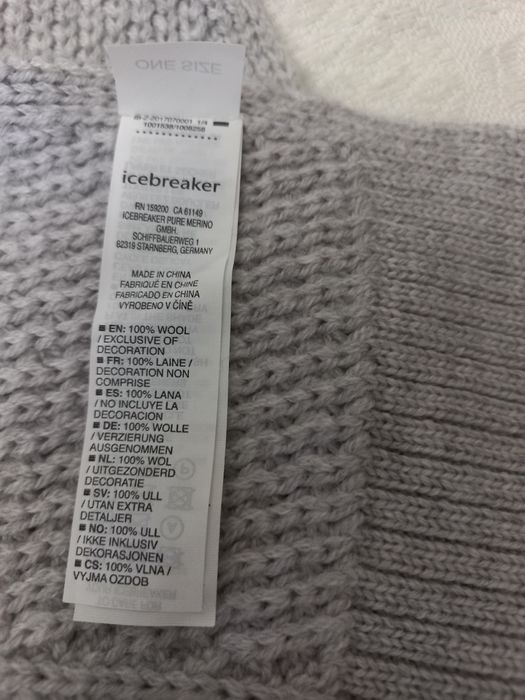 ONE SIZE
1001538/1008258
icebreaker
RN 159200 CA 61149
ICEBREAKER PURE MERINO
GMBH.
SCHIFFBAUERWEG 1
82319 STARNBERG, GERMANY
MADE IN CHINA
FABRIQUÉ EN CHINE
FABRICADO EN CHINA
VYROBENO V ČÍNĚ
■ EN: 100% WOOL
/ EXCLUSIVE OF
DECORATION
■ FR: 100% LAINE /
DECORATION NON
COMPRISE
■ ES: 100% LANA
/ NO INCLUYE LA
DECORACION
■ DE: 100% WOLLE
/ VERZIERUNG
AUSGENOMMEN
■ NL: 100% WOL
/ UITGEZONDERD
DECORATIE
■ SV: 100% ULL
/ UTAN EXTRA
DETALJER
■ NO: 100% ULL
/ IKKE INKLUSIV
DEKORASJONEN
■ CS: 100% VLNA /
VYJMA OZDOB